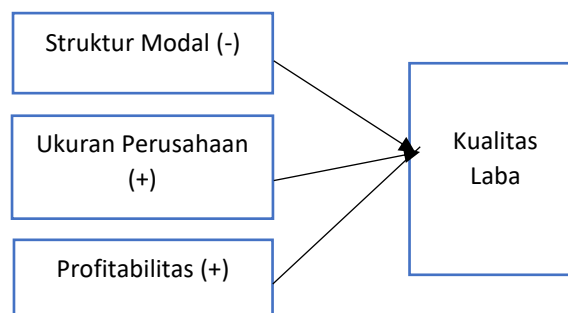 Struktur Modal (-)
Ukuran Perusahaan
(+)
Kualitas
Laba
Profitabilitas (+)